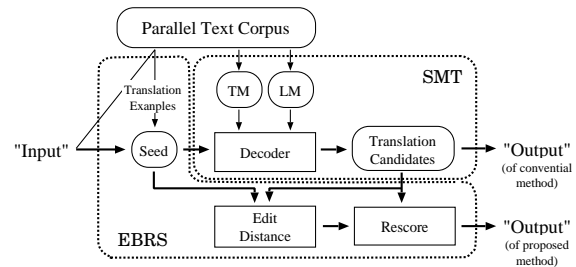 Parallel Text Corpus
Translation
Examples
TM
LM
SMT
"Input"
Seed
Decoder
Translation
Candidates
"Output"
(of convential
method)
Edit
Distance
Rescore
"Output"
(of proposed
method)
EBRS